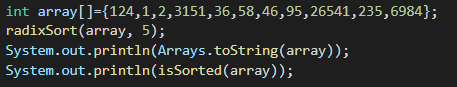 int array[]={124,1,2,3151,36,58,46,95,26541,235,6984};
radixSort(array, 5);
System.out.println(Arrays.toString(array));
System.out.println(isSorted(array));